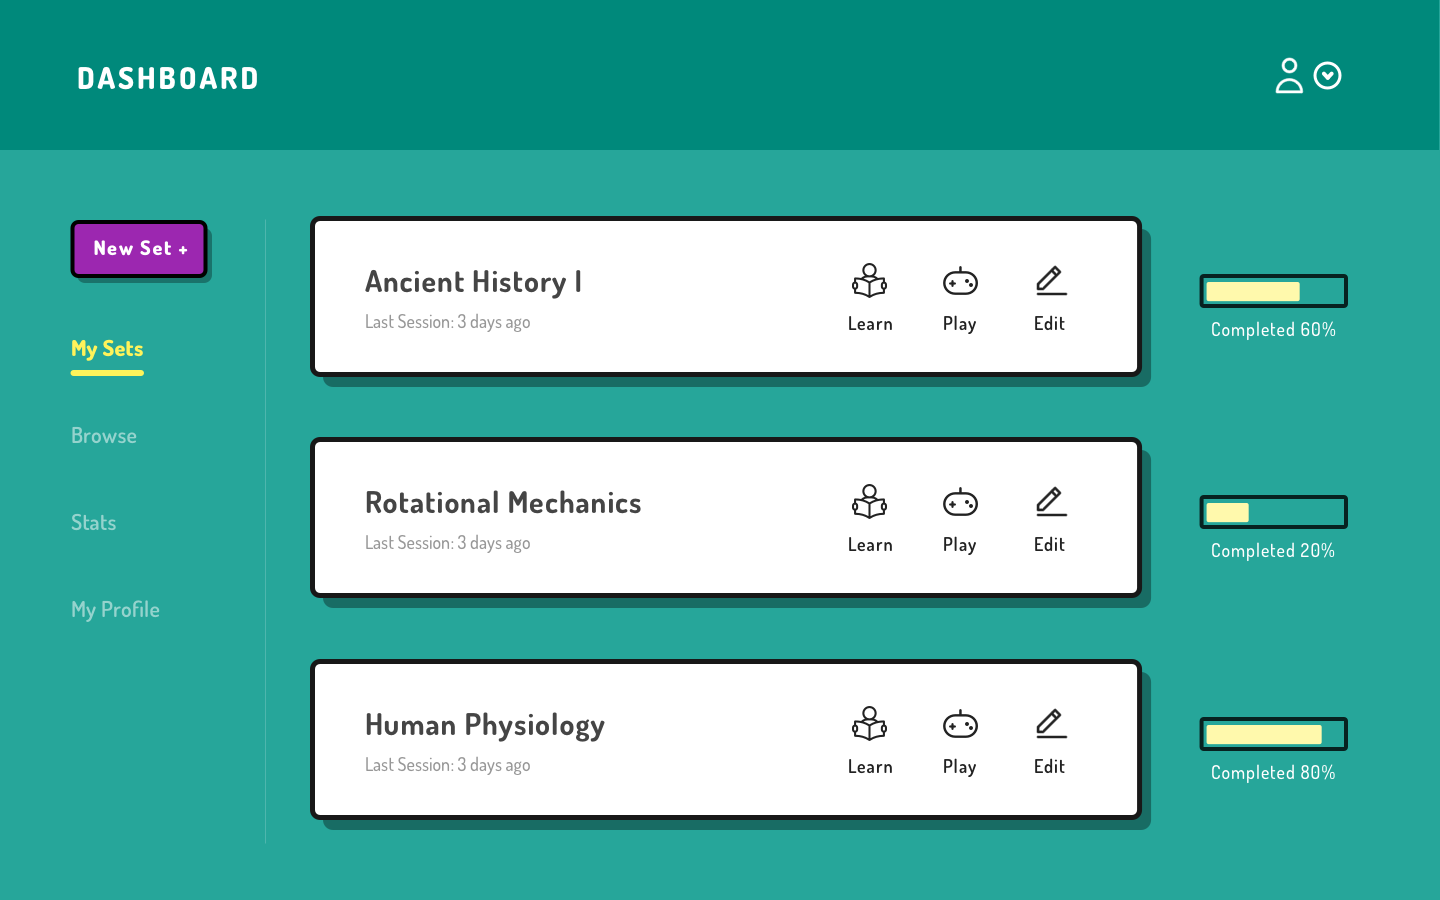 DASHBOARD
New Set +
My Sets
Browse
Stats
My Profile
Ancient History I
Last Session: 3 days ago
Learn
Play
Edit
Completed 60%
Rotational Mechanics
Last Session: 3 days ago
Learn
Play
Edit
Completed 20%
Human Physiology
Last Session: 3 days ago
Learn
Play
Edit
Completed 80%